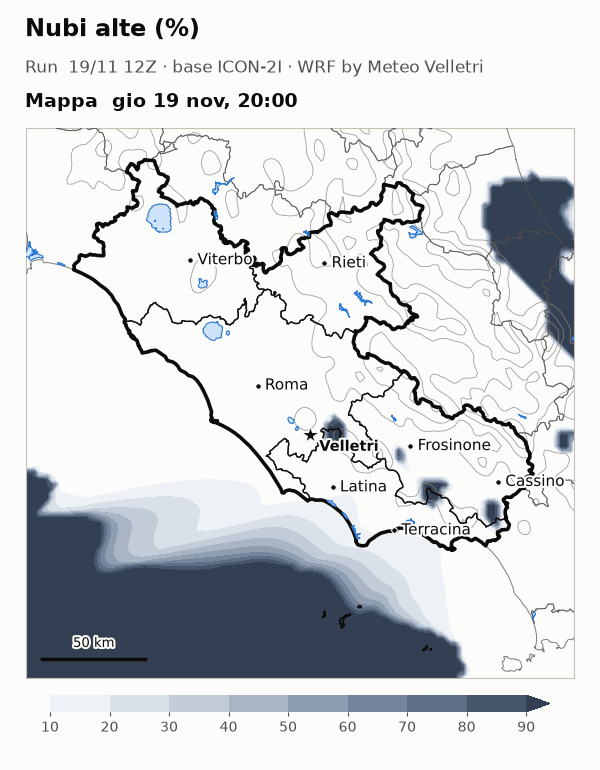 Nubi alte (%)
Run 19/11 12Z · base ICON-2I · WRF by Meteo Velletri
Mappa gio 19 nov, 20:00
Viterbo
Rieti
Roma
Velletri
Frosinone
Cassino
Latina
Terracina
50 km
10 20 30 40 50 60 70 80 90